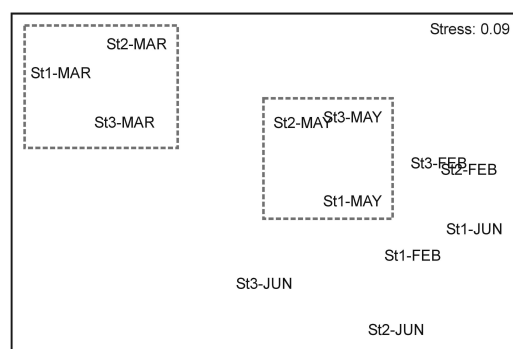 Stress: 0.09
St2-MAR
St1-MAR
St3-MAR
St3-MAY
St2-MAY
St3-FEB
St2-FEB
St1-MAY
St1-JUN
St1-FEB
St3-JUN
St2-JUN